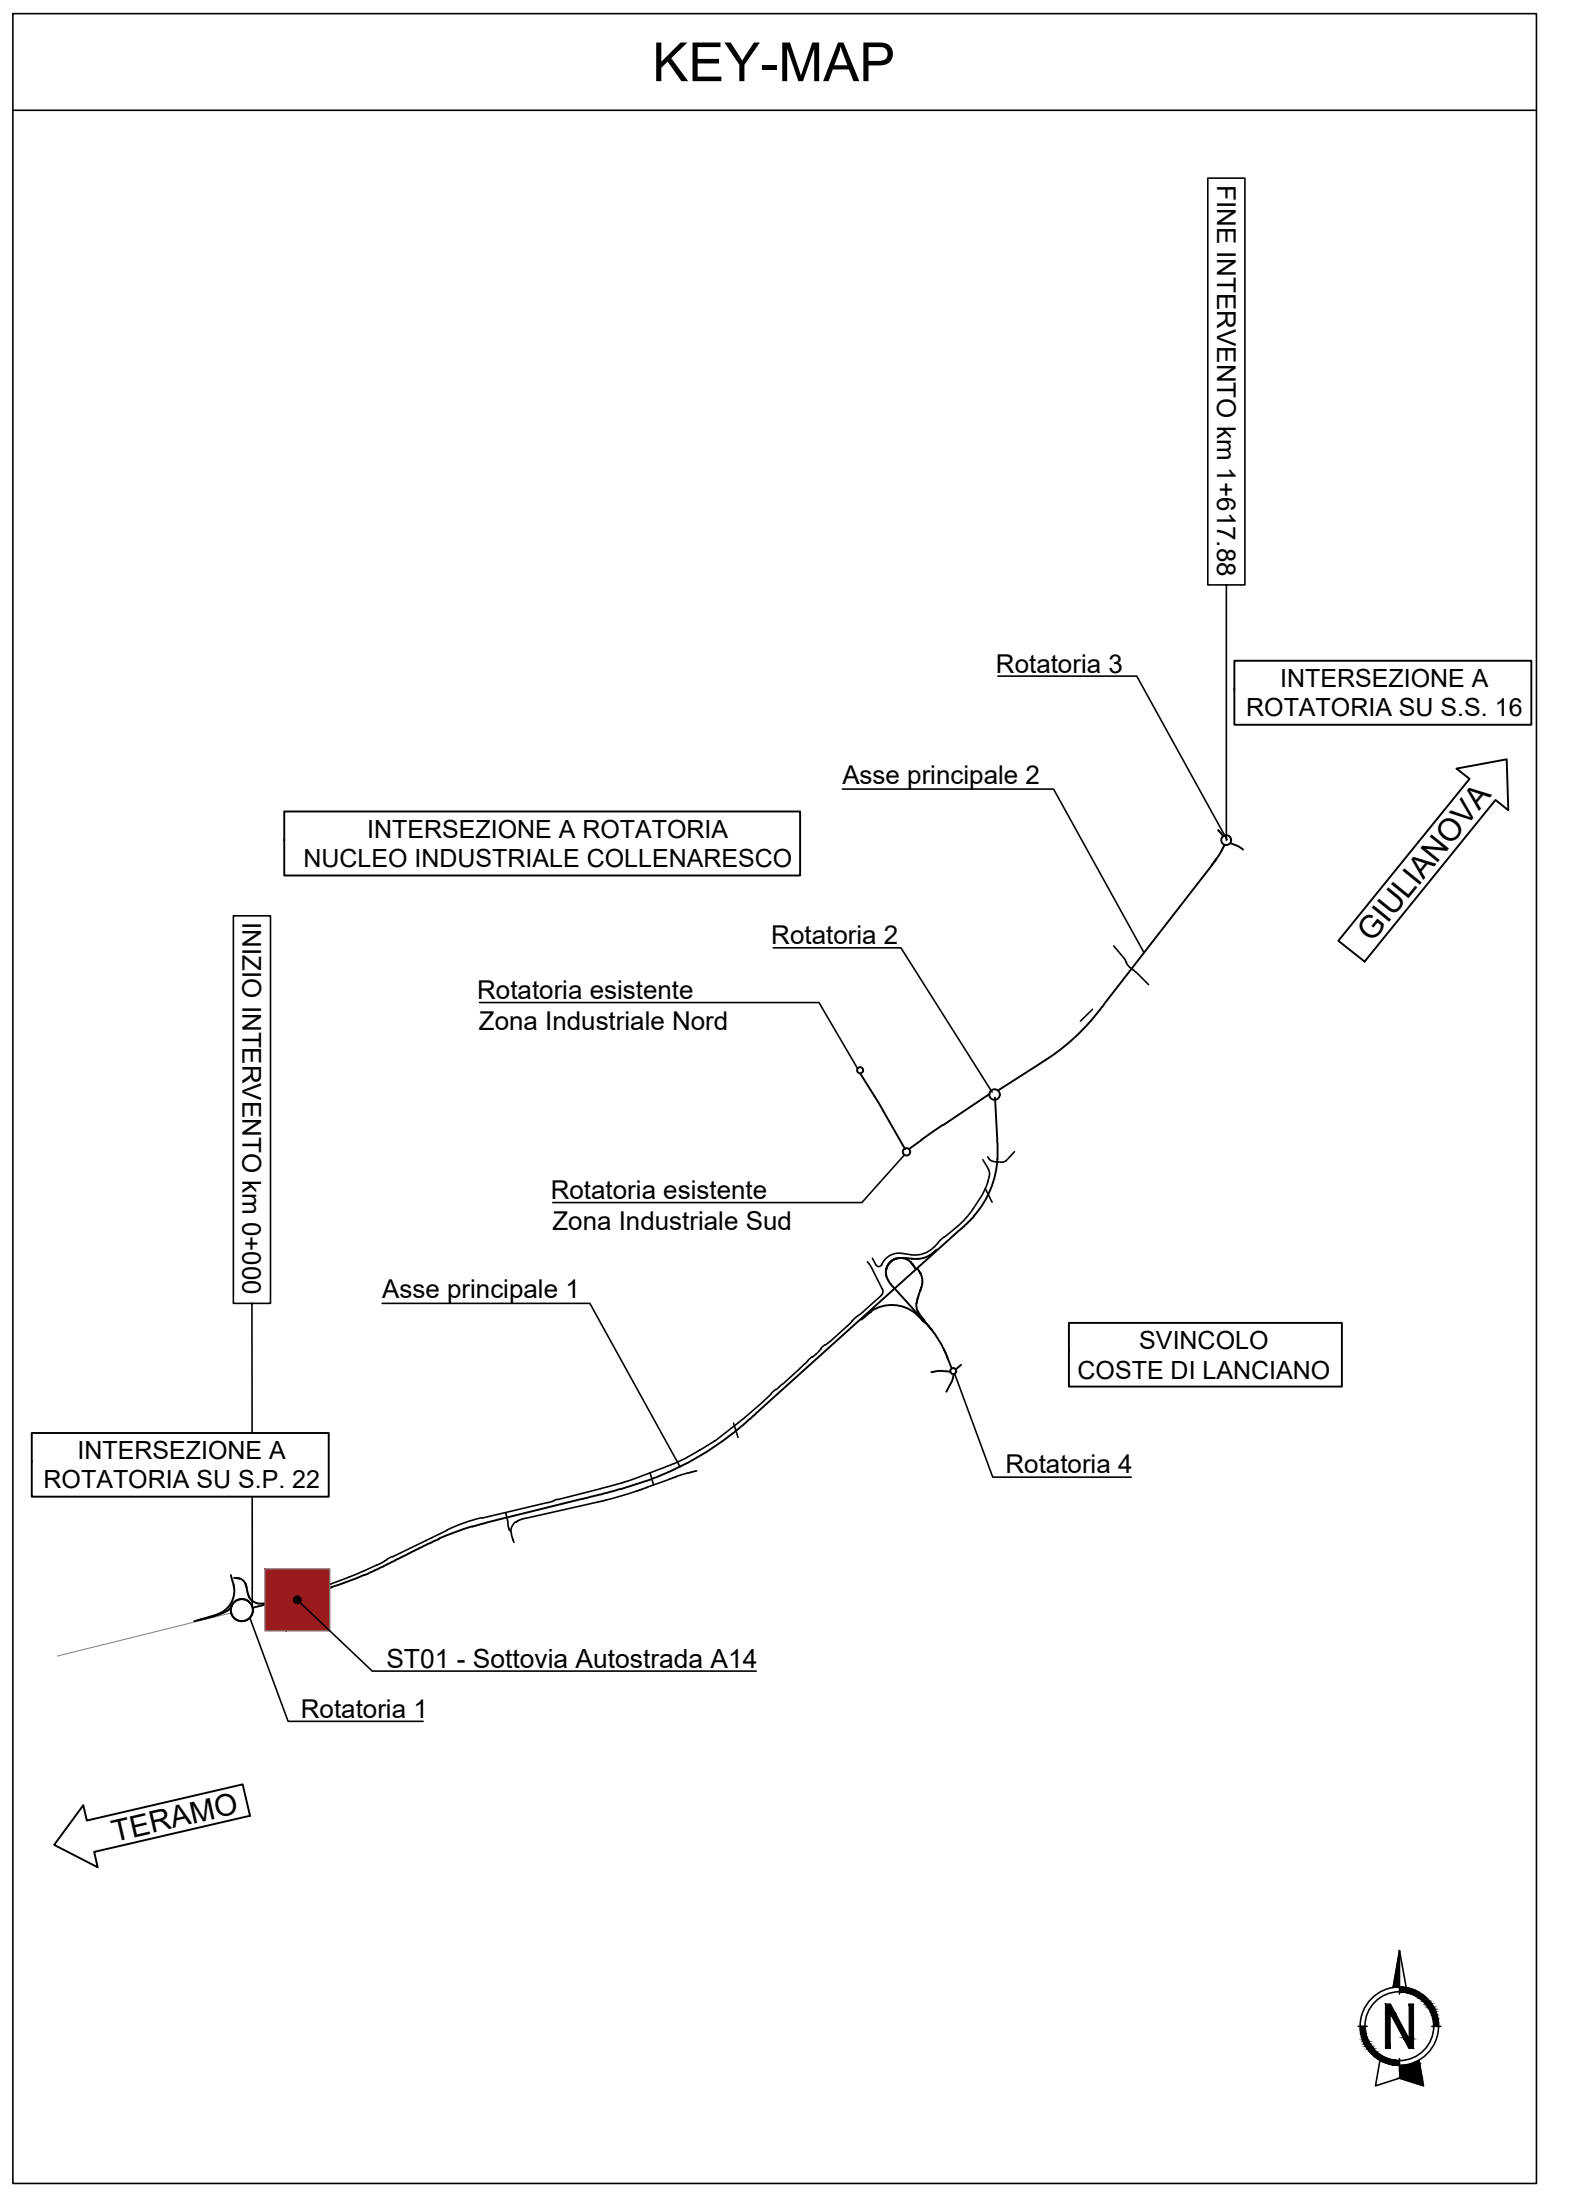 KEY-MAP
FINE INTERVENTO km 1+617.88
Rotatoria 3
INTERSEZIONE A
ROTATORIA SU S.S. 16
Asse principale 2
GIULIANOVA
INTERSEZIONE A ROTATORIA
NUCLEO INDUSTRIALE COLLENARESCO
INIZIO INTERVENTO km 0+000
Rotatoria 2
Rotatoria esistente
Zona Industriale Nord
Rotatoria esistente
Zona Industriale Sud
Asse principale 1
SVINCOLO
COSTE DI LANCIANO
INTERSEZIONE A
ROTATORIA SU S.P. 22
Rotatoria 4
ST01 - Sottovia Autostrada A14
Rotatoria 1
TERAMO
N